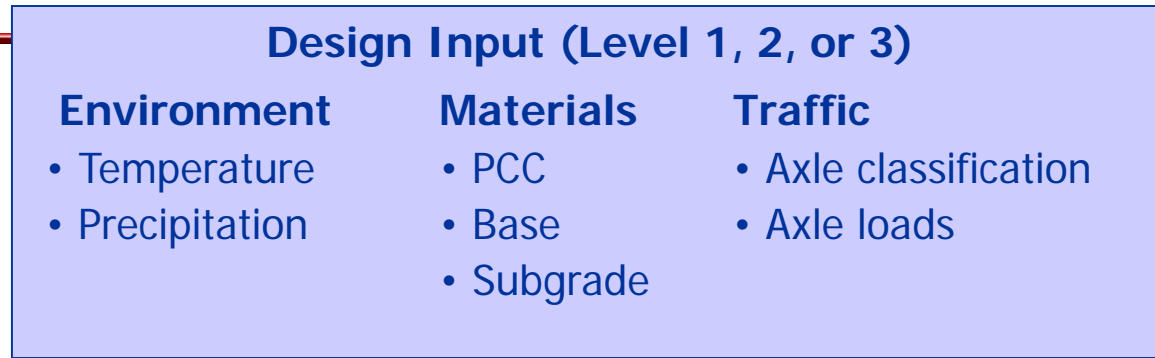 Design Input (Level 1, 2, or 3)
Environment Materials Traffic
• Temperature • PCC • Axle classification
• Precipitation • Base • Axle loads
• Subgrade